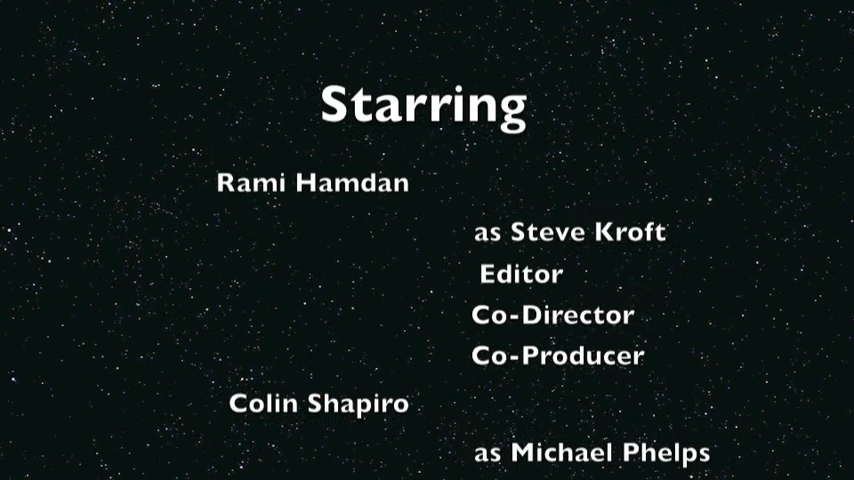 Starring
Rami Hamdan
as Steve Kroft
Editor
Co-Director
Co-Producer
Colin Shapiro
as Michael Phelps